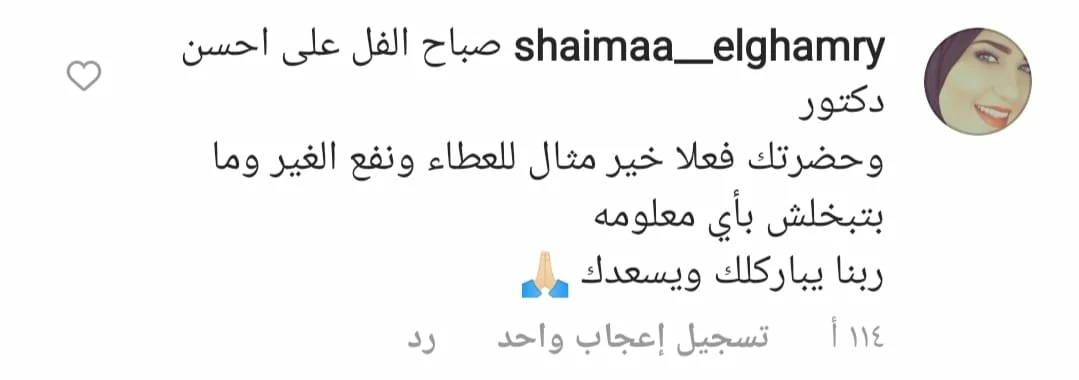 shaimaa__elghamry صباح الفل على احسن
دكتور
وحضرتك فعلا خير مثال للعطاء ونفع الغير وما
بتبخلش بأي معلومه
ربنا يباركلك ويسعدك 🙏🏼
١١٤ أ تسجيل إعجاب واحد رد